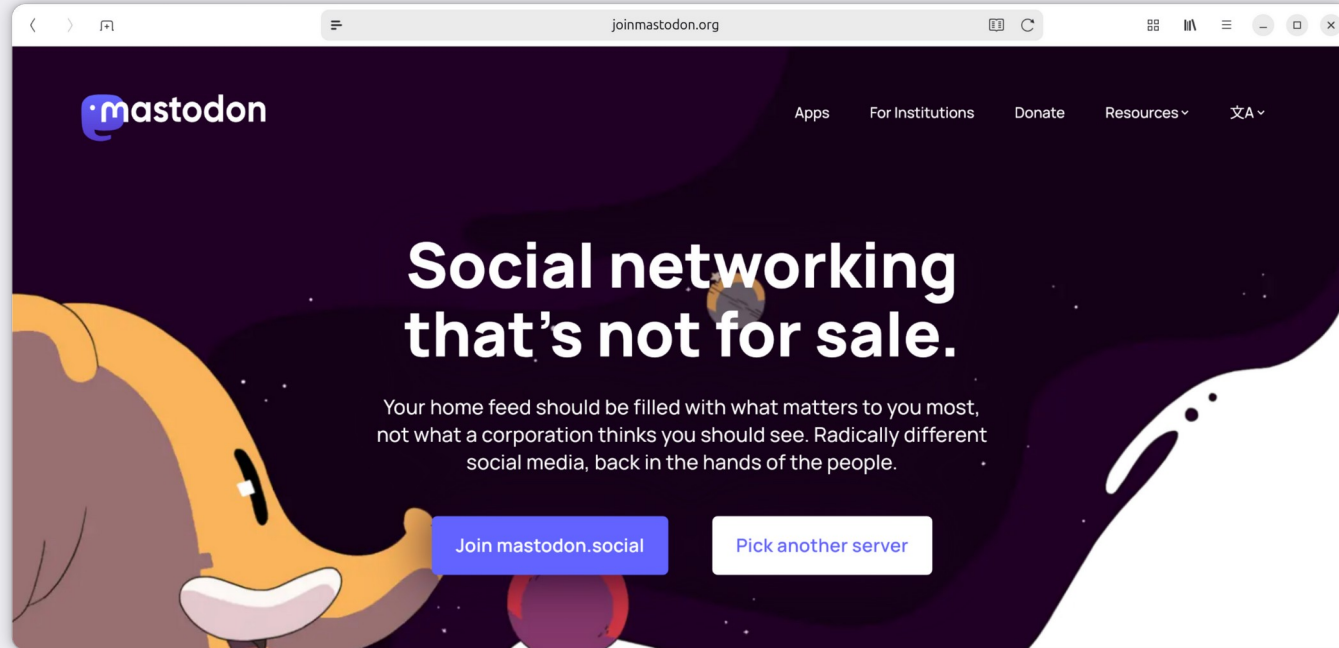 joinmastodon.org
mastodon
Apps For Institutions Donate Resources 文A
Social networking
that’s not for sale.
Your home feed should be filled with what matters to you most,
not what a corporation thinks you should see. Radically different
social media, back in the hands of the people.
Join mastodon.social Pick another server